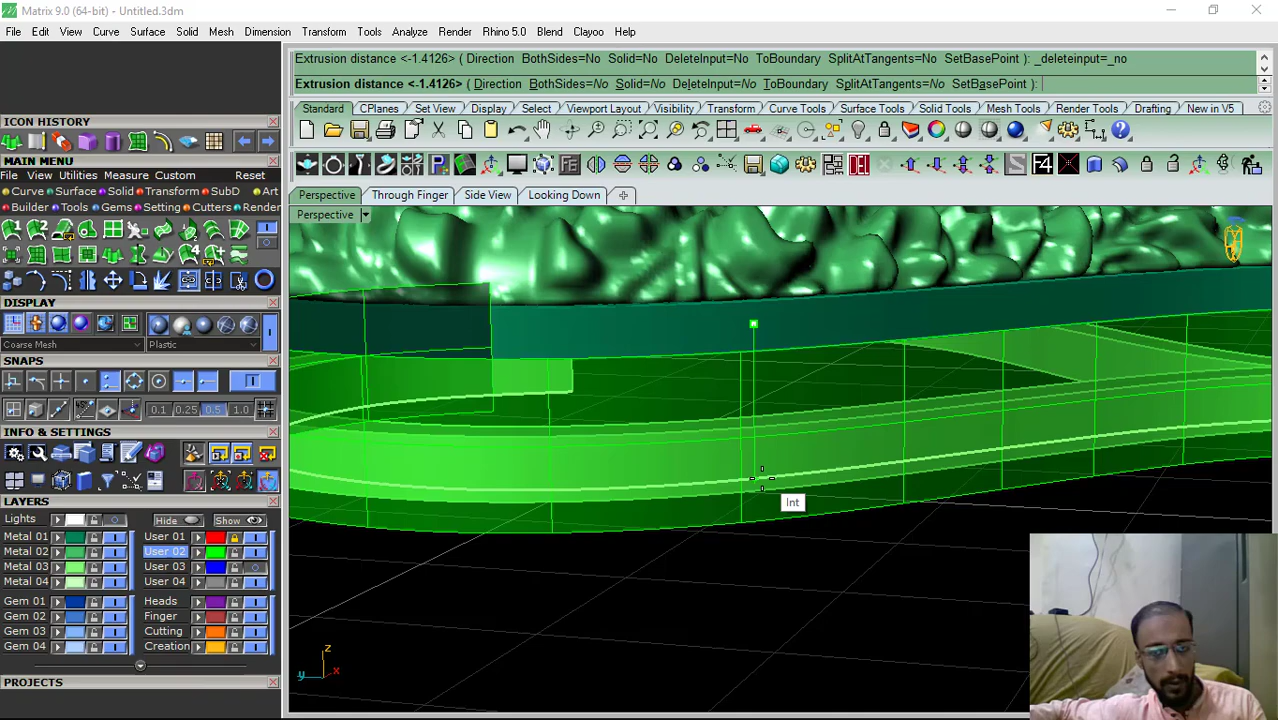 Matrix 9.0 (64-bit) - Untitled.3dm
File Edit View Curve Surface Solid Mesh Dimension Transform Tools Analyze Render Rhino 5.0 Blend Clayoo Help
ICON HISTORY
MAIN MENU
File View Utilities Measure Custom Reset
Curve Surface Solid Transform SubD Art
Builder Tools Gems Setting Cutters Render
DISPLAY
Coarse Mesh Plastic
SNAPS
0.1 0.25 0.5 1.0
INFO & SETTINGS
LAYERS
Lights Hide Show
Metal 01 User 01
Metal 02 User 02
Metal 03 User 03
Metal 04 User 04
Gem 01 Heads
Gem 02 Finger
Gem 03 Cutting
Gem 04 Creation
PROJECTS
Extrusion distance <-1.4126> ( Direction BothSides=No Solid=No DeleteInput=No ToBoundary SplitAtTangents=No SetBasePoint ): _deleteinput=_no
Extrusion distance <-1.4126> ( Direction BothSides=No Solid=No DeleteInput=No ToBoundary SplitAtTangents=No SetBasePoint ):
Standard CPlanes Set View Display Select Viewport Layout Visibility Transform Curve Tools Surface Tools Solid Tools Mesh Tools Render Tools Drafting New in V5
F4
Perspective Through Finger Side View Looking Down
Perspective
Int
z
y x